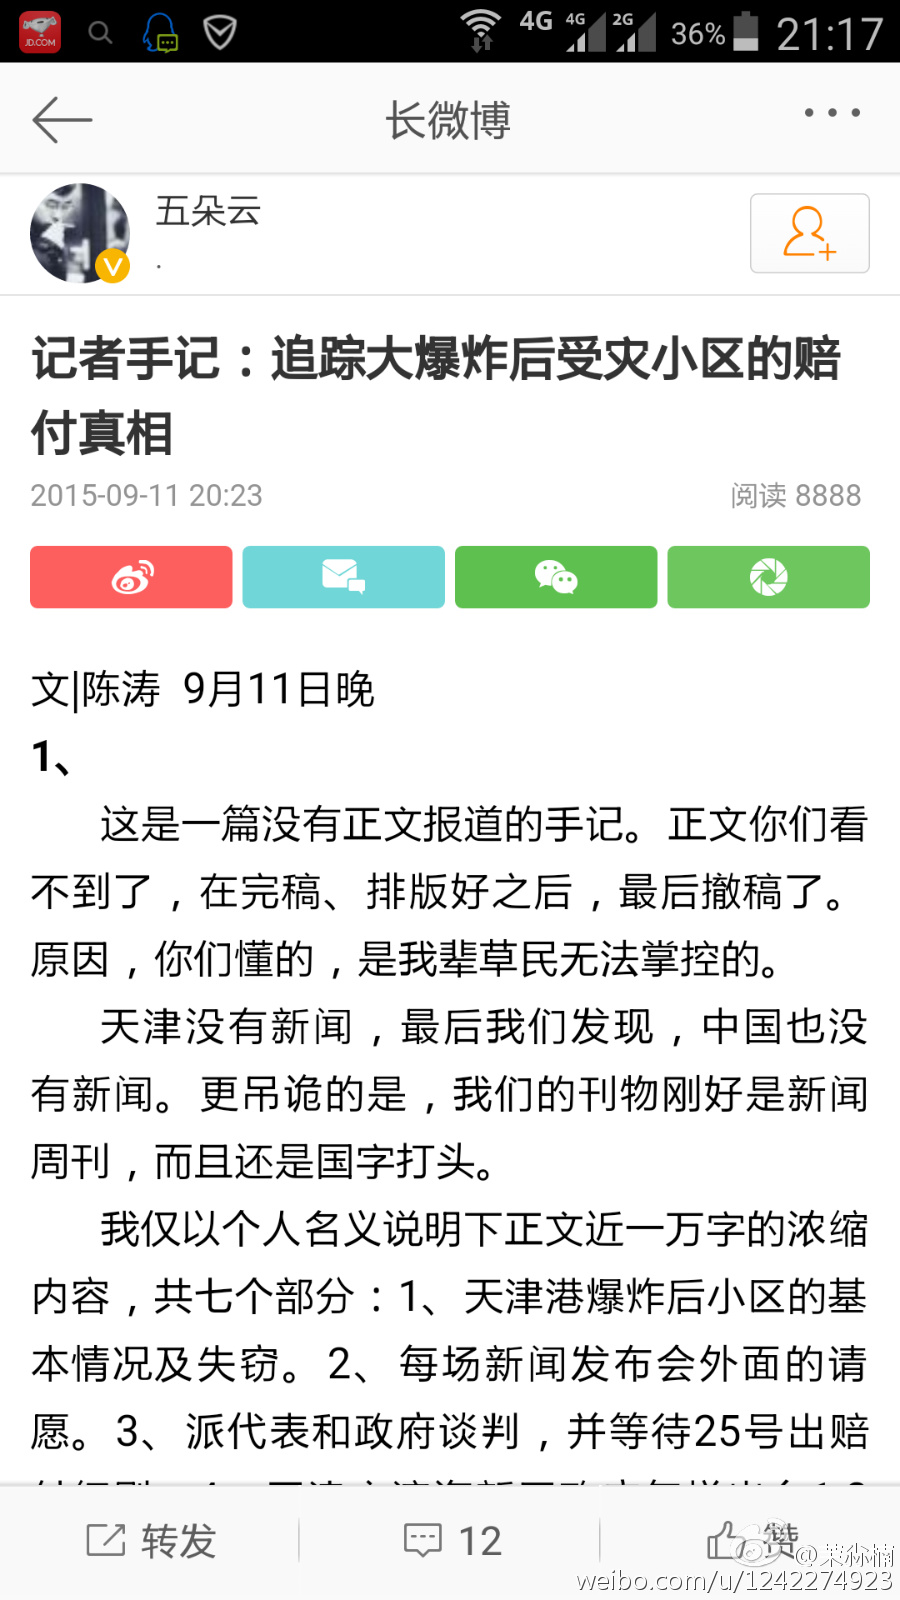 JD.COM
4G 4G 2G 36% 21:17
长微博
五朵云
.
记者手记：追踪大爆炸后受灾小区的赔
付真相
2015-09-11 20:23 阅读 8888
文|陈涛 9月11日晚
1、
这是一篇没有正文报道的手记。正文你们看
不到了，在完稿、排版好之后，最后撤稿了。
原因，你们懂的，是我辈草民无法掌控的。
天津没有新闻，最后我们发现，中国也没
有新闻。更吊诡的是，我们的刊物刚好是新闻
周刊，而且还是国字打头。
我仅以个人名义说明下正文近一万字的浓缩
内容，共七个部分：1、天津港爆炸后小区的基
本情况及失窃。2、每场新闻发布会外面的请
愿。3、派代表和政府谈判，并等待25号出赔
转发 12 赞
weibo.com/u/1242274923